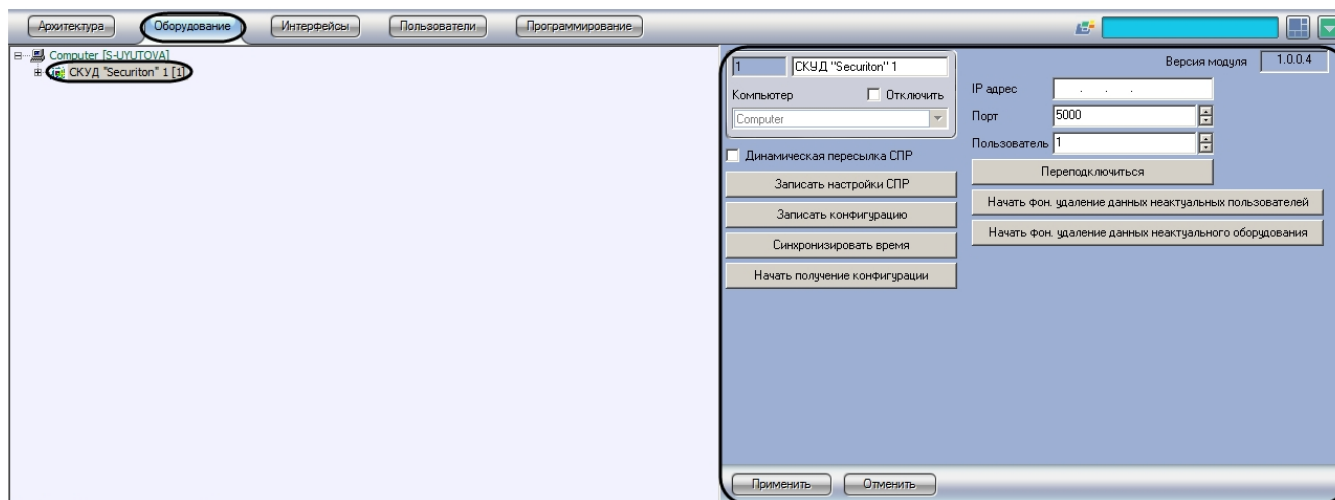 Архитектура Оборудование Интерфейсы Пользователи Программирование
Computer [S-UYUTOVA]
СКУД "Securiton" 1 [1]
1 СКУД "Securiton" 1
Компьютер Отключить
Computer
Динамическая пересылка СПР
Записать настройки СПР
Записать конфигурацию
Синхронизировать время
Начать получение конфигурации
Версия модуля 1.0.0.4
IP адрес . . .
Порт 5000
Пользователь 1
Переподключиться
Начать фон. удаление данных неактуальных пользователей
Начать фон. удаление данных неактуального оборудования
Применить Отменить